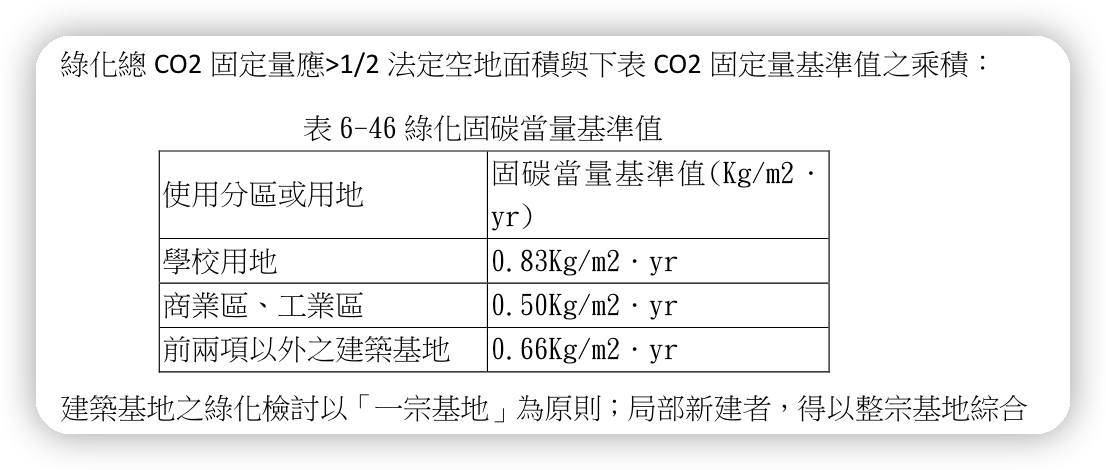 綠化總 CO2 固定量應>1/2 法定空地面積與下表 CO2 固定量基準值之乘積：
表 6-46 綠化固碳當量基準值
使用分區或用地
固碳當量基準值(Kg/m2．
yr)
學校用地
0.83Kg/m2．yr
商業區、工業區
0.50Kg/m2．yr
前兩項以外之建築基地
0.66Kg/m2．yr
建築基地之綠化檢討以「一宗基地」為原則；局部新建者，得以整宗基地綜合